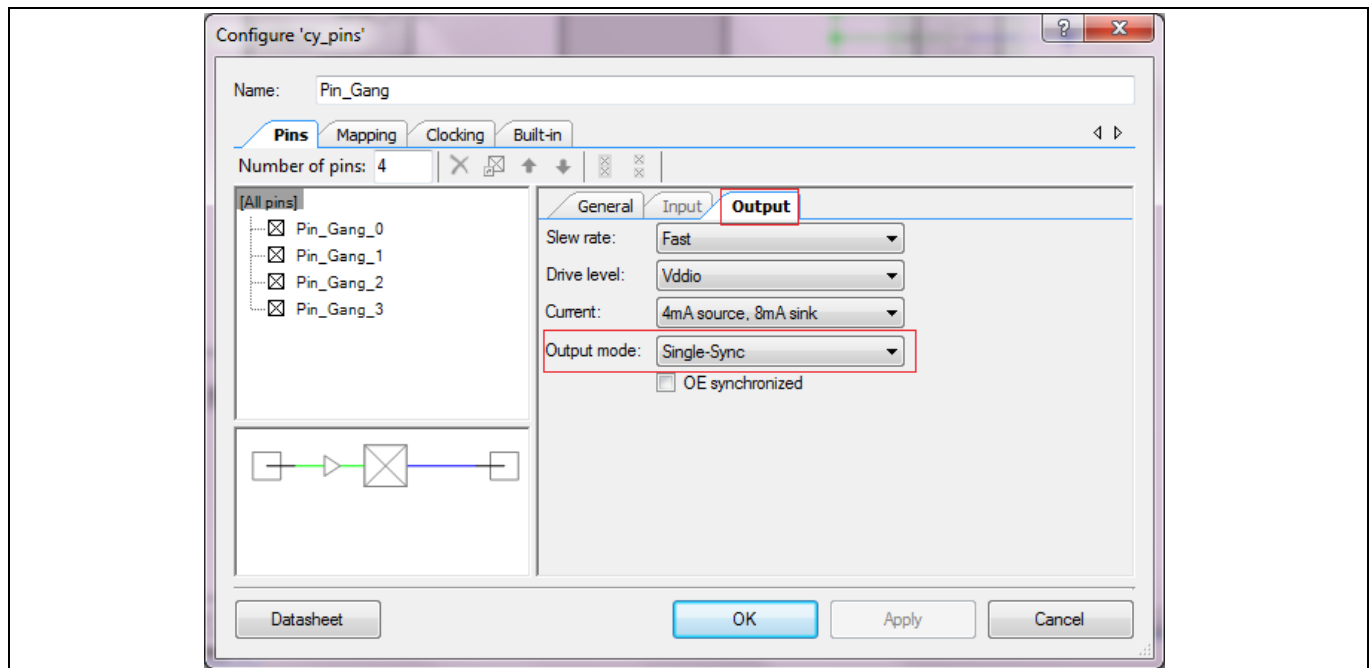 Configure 'cy_pins'
Name: Pin_Gang
Pins Mapping Clocking Built-in
Number of pins: 4
[All pins]
Pin_Gang_0
Pin_Gang_1
Pin_Gang_2
Pin_Gang_3
General Input Output
Slew rate: Fast
Drive level: Vddio
Current: 4mA source, 8mA sink
Output mode: Single-Sync
OE synchronized
Datasheet OK Apply Cancel